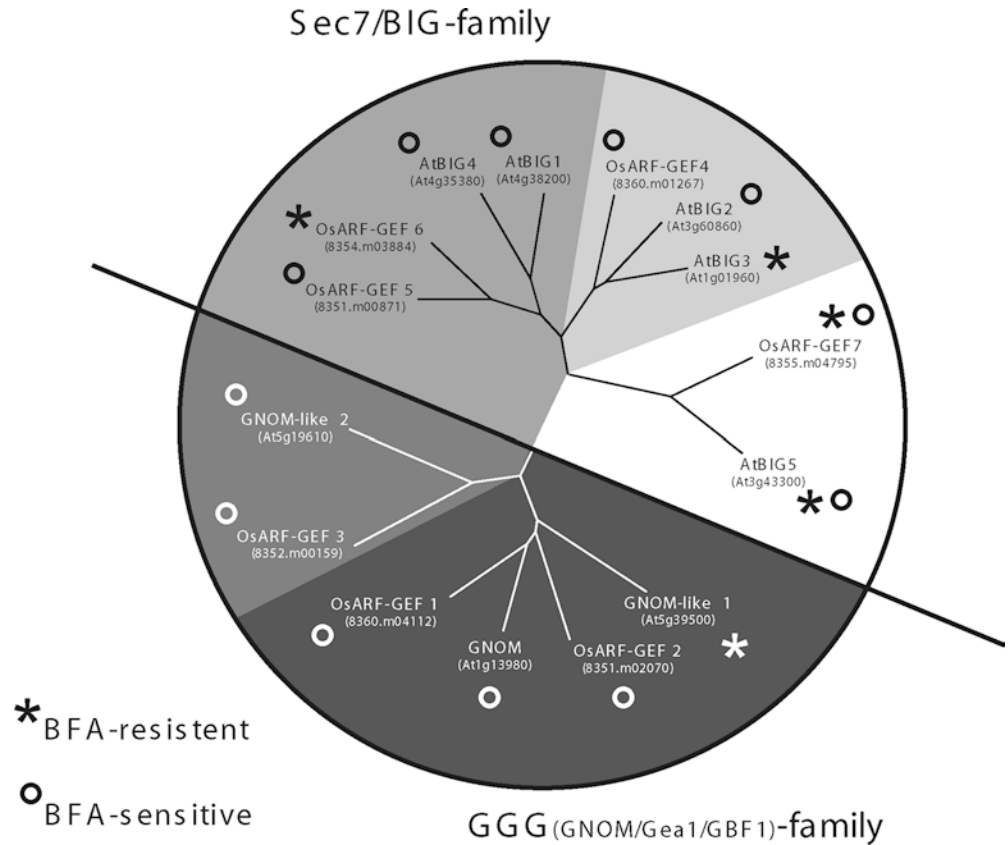 Sec7/BIG-family
AtBIG4
(At4g35380)
AtBIG1
(At4g38200)
OsARF-GEF4
(8360.m01267)
AtBIG2
(At3g60860)
OsARF-GEF 6
(8354.m03884)
AtBIG3
(At1g01960)
OsARF-GEF 5
(8351.m00871)
OsARF-GEF7
(8355.m04795)
GNOM-like 2
(At5g19610)
AtBIG5
(At3g43300)
OsARF-GEF 3
(8352.m00159)
OsARF-GEF 1
(8360.m04112)
GNOM-like 1
(At5g39500)
GNOM
(At1g13980)
OsARF-GEF 2
(8351.m02070)
*BFA-resistent
BFA-sensitive
GGG(GNOM/Gea1/GBF1)-family